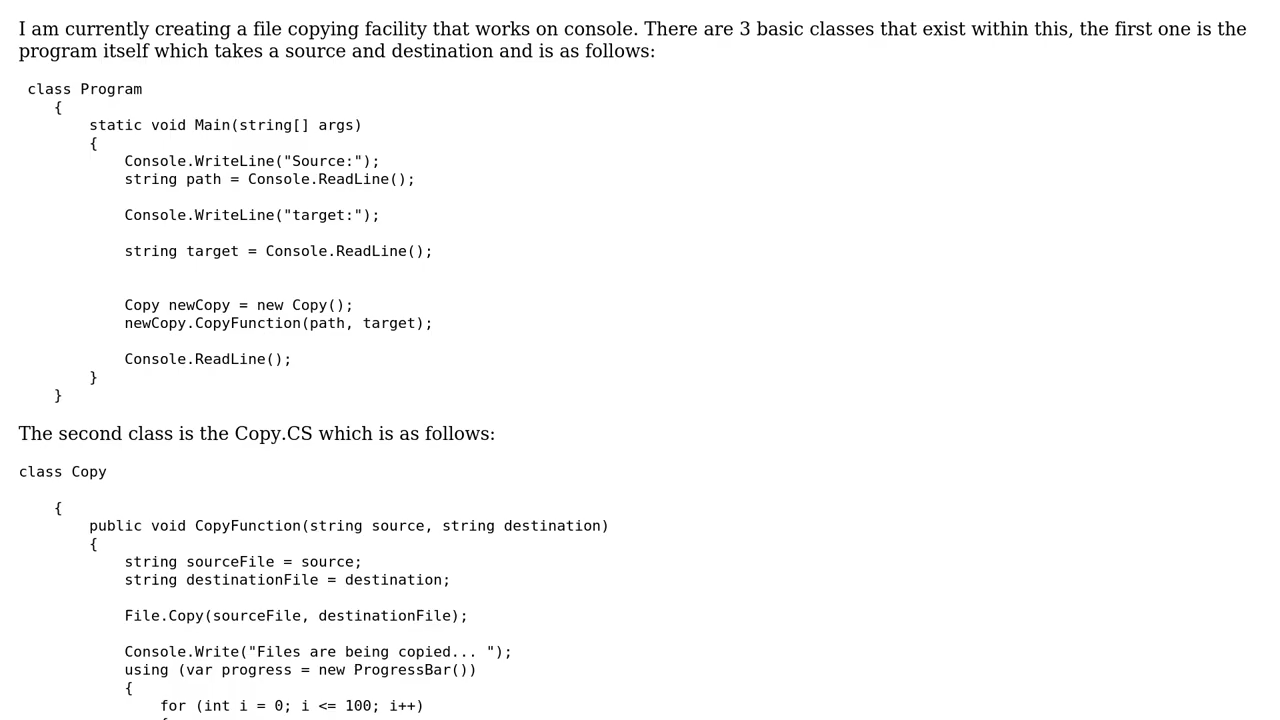 I am currently creating a file copying facility that works on console. There are 3 basic classes that exist within this, the first one is the
program itself which takes a source and destination and is as follows:
class Program
{
static void Main(string[] args)
{
Console.WriteLine("Source:");
string path = Console.ReadLine();
Console.WriteLine("target:");
string target = Console.ReadLine();
Copy newCopy = new Copy();
newCopy.CopyFunction(path, target);
Console.ReadLine();
}
}
The second class is the Copy.CS which is as follows:
class Copy
{
public void CopyFunction(string source, string destination)
{
string sourceFile = source;
string destinationFile = destination;
File.Copy(sourceFile, destinationFile);
Console.Write("Files are being copied... ");
using (var progress = new ProgressBar())
{
for (int i = 0; i <= 100; i++)